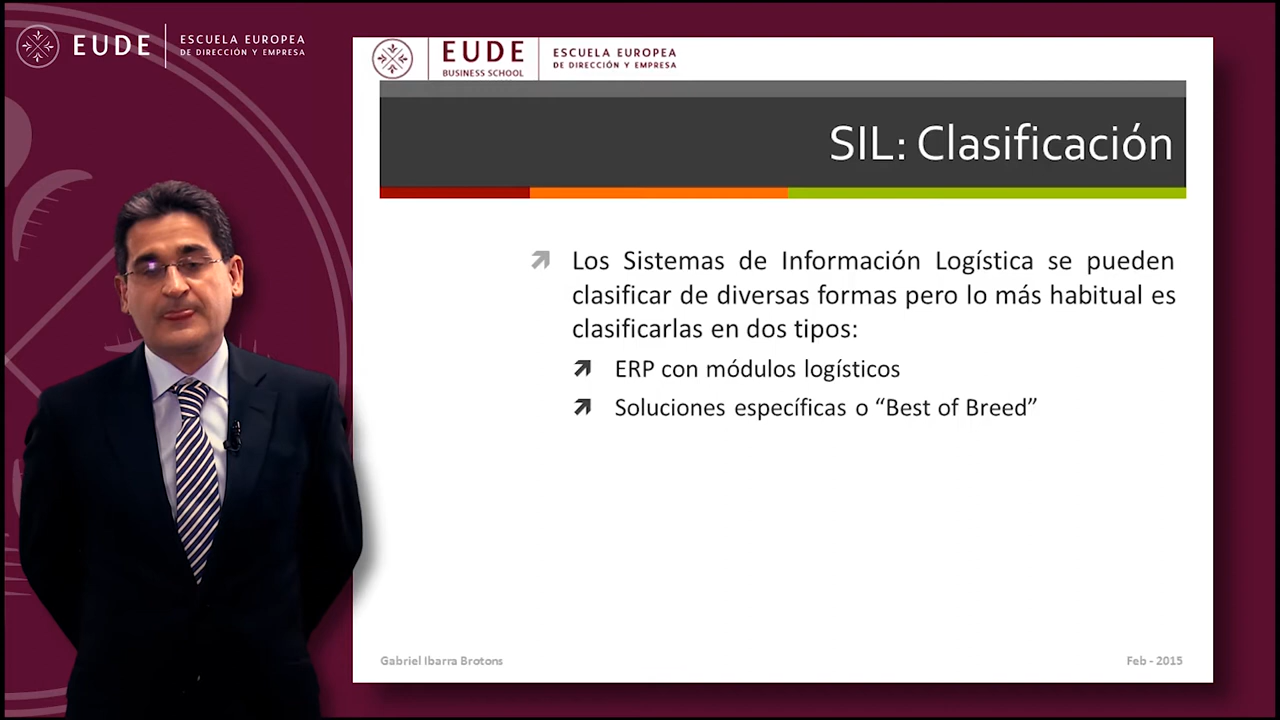 EUDE
ESCUELA EUROPEA
DE DIRECCIÓN Y EMPRESA
EUDE
BUSINESS SCHOOL
ESCUELA EUROPEA
DE DIRECCIÓN Y EMPRESA
SIL: Clasificación
Los Sistemas de Información Logística se pueden
clasificar de diversas formas pero lo más habitual es
clasificarlas en dos tipos:
ERP con módulos logísticos
Soluciones específicas o “Best of Breed”
Gabriel Ibarra Brotons
Feb - 2015